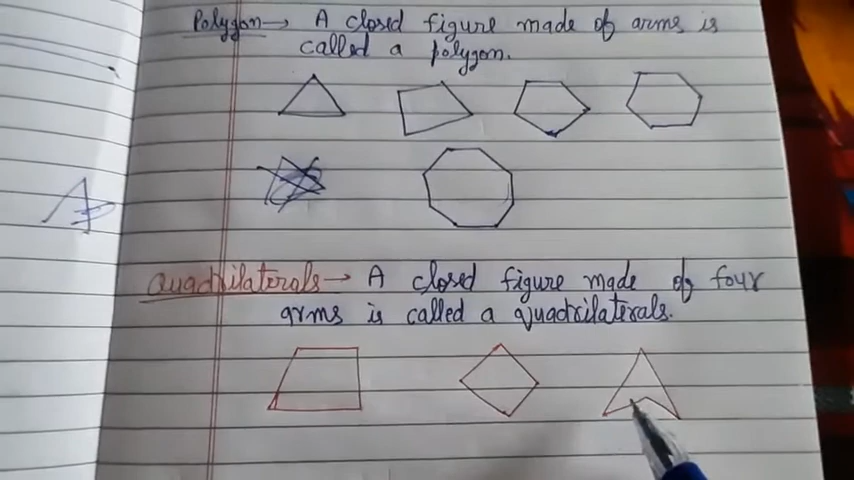 Polygon → A closed figure made of arms is
called a polygon.
Quadrilaterals → A closed figure made of four
arms is called a quadrilaterals.